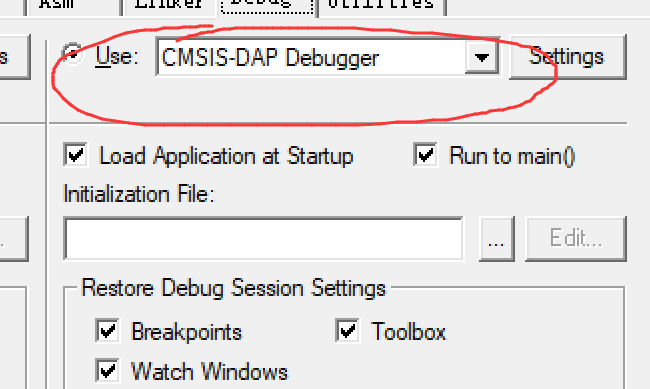 Asm Linker Debug Utilities
s Use: CMSIS-DAP Debugger Settings
Load Application at Startup Run to main()
Initialization File:
... Edit...
Restore Debug Session Settings
Breakpoints Toolbox
Watch Windows